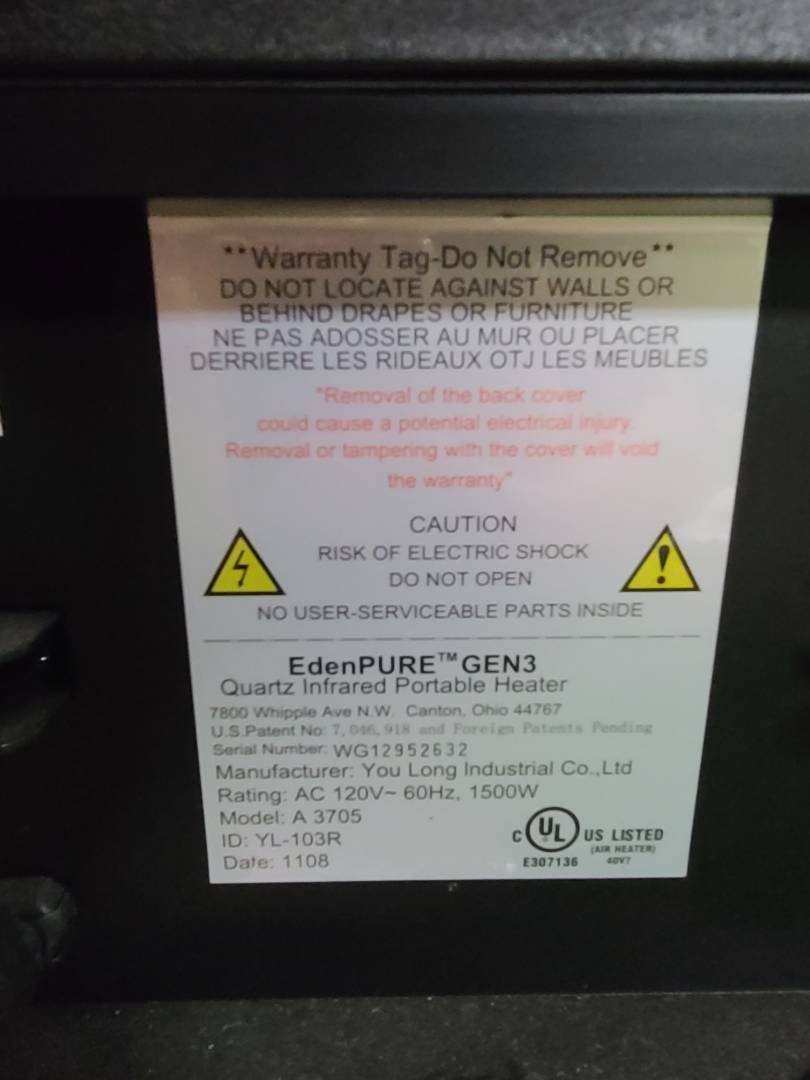 **Warranty Tag-Do Not Remove**
DO NOT LOCATE AGAINST WALLS OR
BEHIND DRAPES OR FURNITURE
NE PAS ADOSSER AU MUR OU PLACER
DERRIERE LES RIDEAUX OTJ LES MEUBLES
"Removal of the back cover
could cause a potential electrical injury.
Removal or tampering with the cover will void
the warranty"
CAUTION
RISK OF ELECTRIC SHOCK
DO NOT OPEN
NO USER-SERVICEABLE PARTS INSIDE
EdenPURE™ GEN3
Quartz Infrared Portable Heater
7800 Whipple Ave N.W. Canton, Ohio 44767
U.S.Patent No: 7,046,918 and Foreign Patents Pending
Serial Number: WG12952632
Manufacturer: You Long Industrial Co.,Ltd
Rating: AC 120V~ 60Hz, 1500W
Model: A 3705
ID: YL-103R
Date: 1108
C UL US LISTED
(AIR HEATER)
E307136 40V7